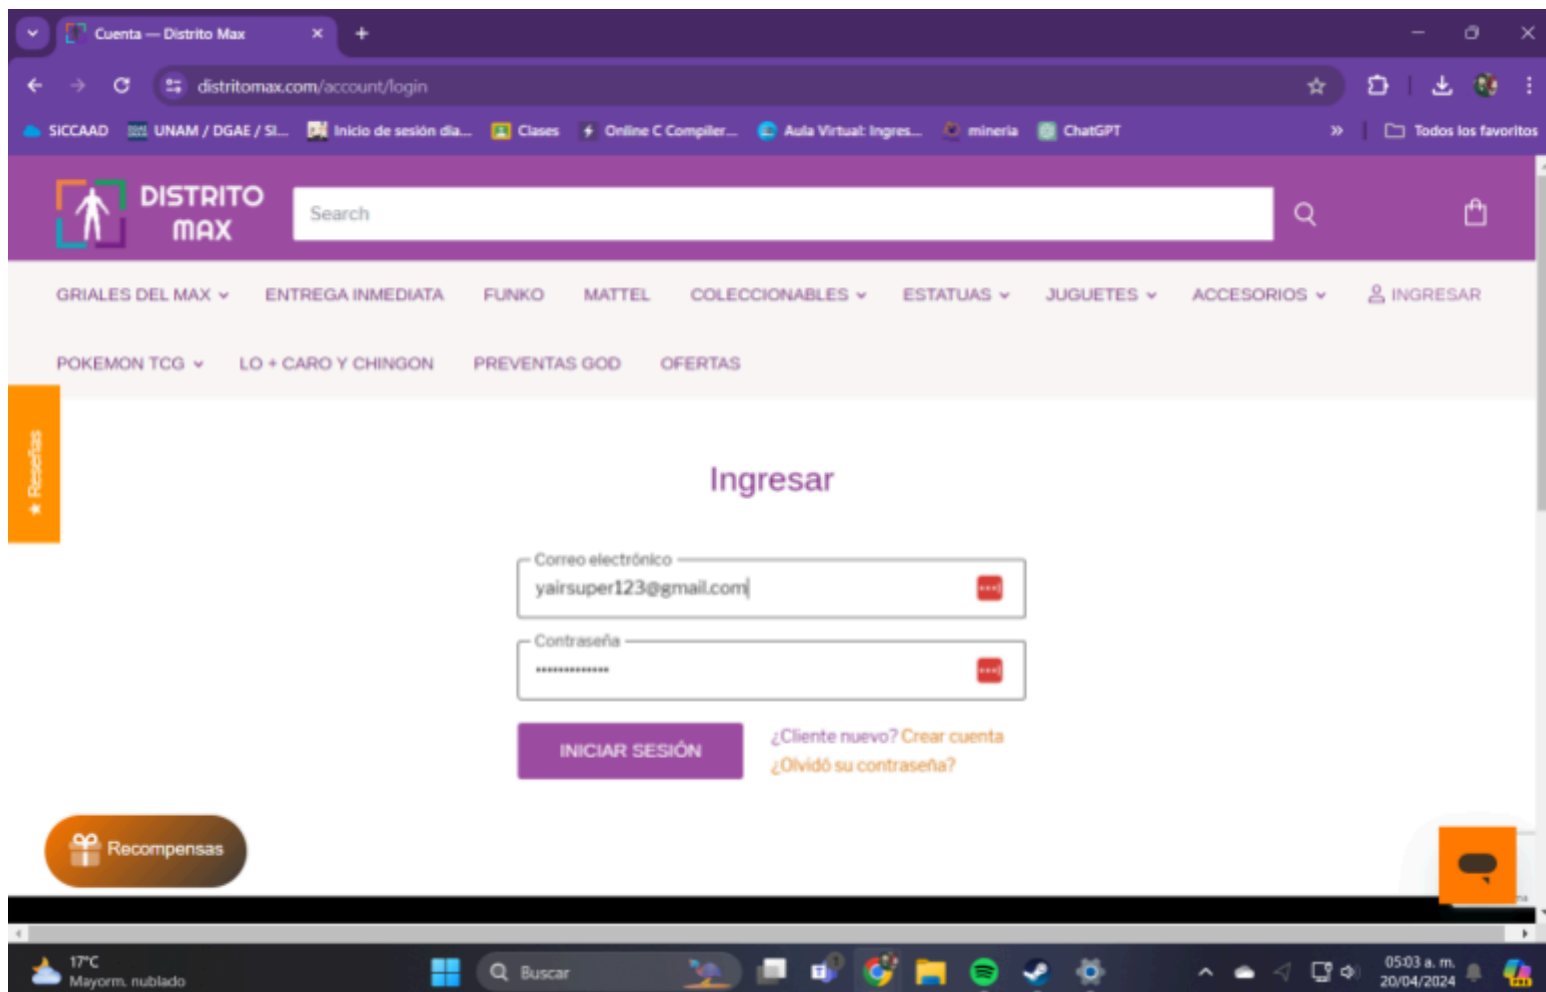 Cuenta — Distrito Max
distritomax.com/account/login
SICCAAD UNAM / DGAE / SI... Inicio de sesión dia... Clases Online C Compiler... Aula Virtual: Ingres... mineria ChatGPT Todos los favoritos
DISTRITO MAX
Search
GRIALES DEL MAX ENTREGA INMEDIATA FUNKO MATTEL COLECCIONABLES ESTATUAS JUGUETES ACCESORIOS INGRESAR
POKEMON TCG LO + CARO Y CHINGON PREVENTAS GOD OFERTAS
★ Reseñas
Ingresar
Correo electrónico
yairsuper123@gmail.com
Contraseña
•••••••••••••
INICIAR SESIÓN
¿Cliente nuevo? Crear cuenta
¿Olvidó su contraseña?
Recompensas
17°C
Mayorm. nublado
Buscar
05:03 a. m.
20/04/2024